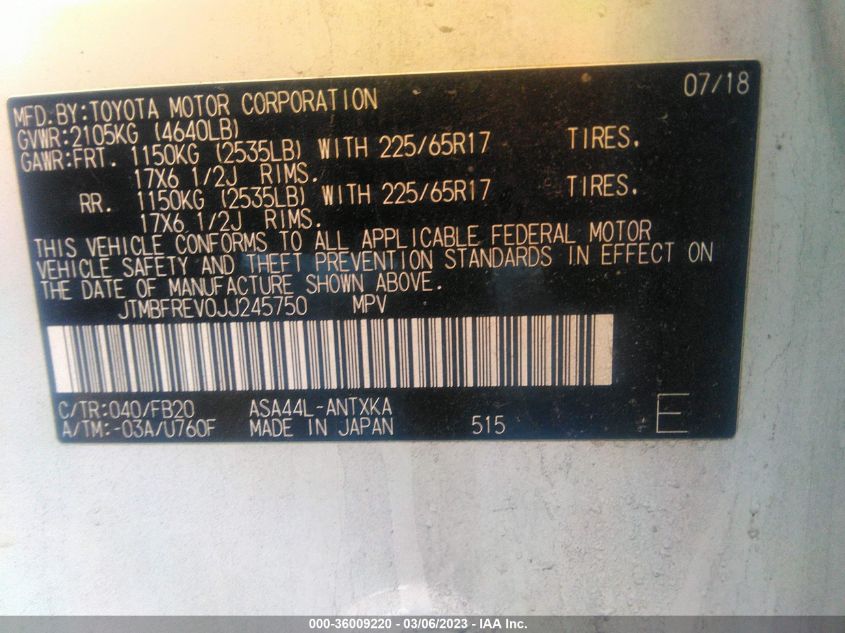 07/18
MFD.BY:TOYOTA MOTOR CORPORATION
GVWR:2105KG (4640LB)
GAWR:FRT. 1150KG (2535LB) WITH 225/65R17 TIRES.
17X6 1/2J RIMS.
RR. 1150KG (2535LB) WITH 225/65R17 TIRES.
17X6 1/2J RIMS.
THIS VEHICLE CONFORMS TO ALL APPLICABLE FEDERAL MOTOR
VEHICLE SAFETY AND THEFT PREVENTION STANDARDS IN EFFECT ON
THE DATE OF MANUFACTURE SHOWN ABOVE.
JTMBFREV0JJ245750 MPV
C/TR:040/FB20 ASA44L-ANTXKA
A/TM:-03A/U760F MADE IN JAPAN 515 E
000-36009220 - 03/06/2023 - IAA Inc.